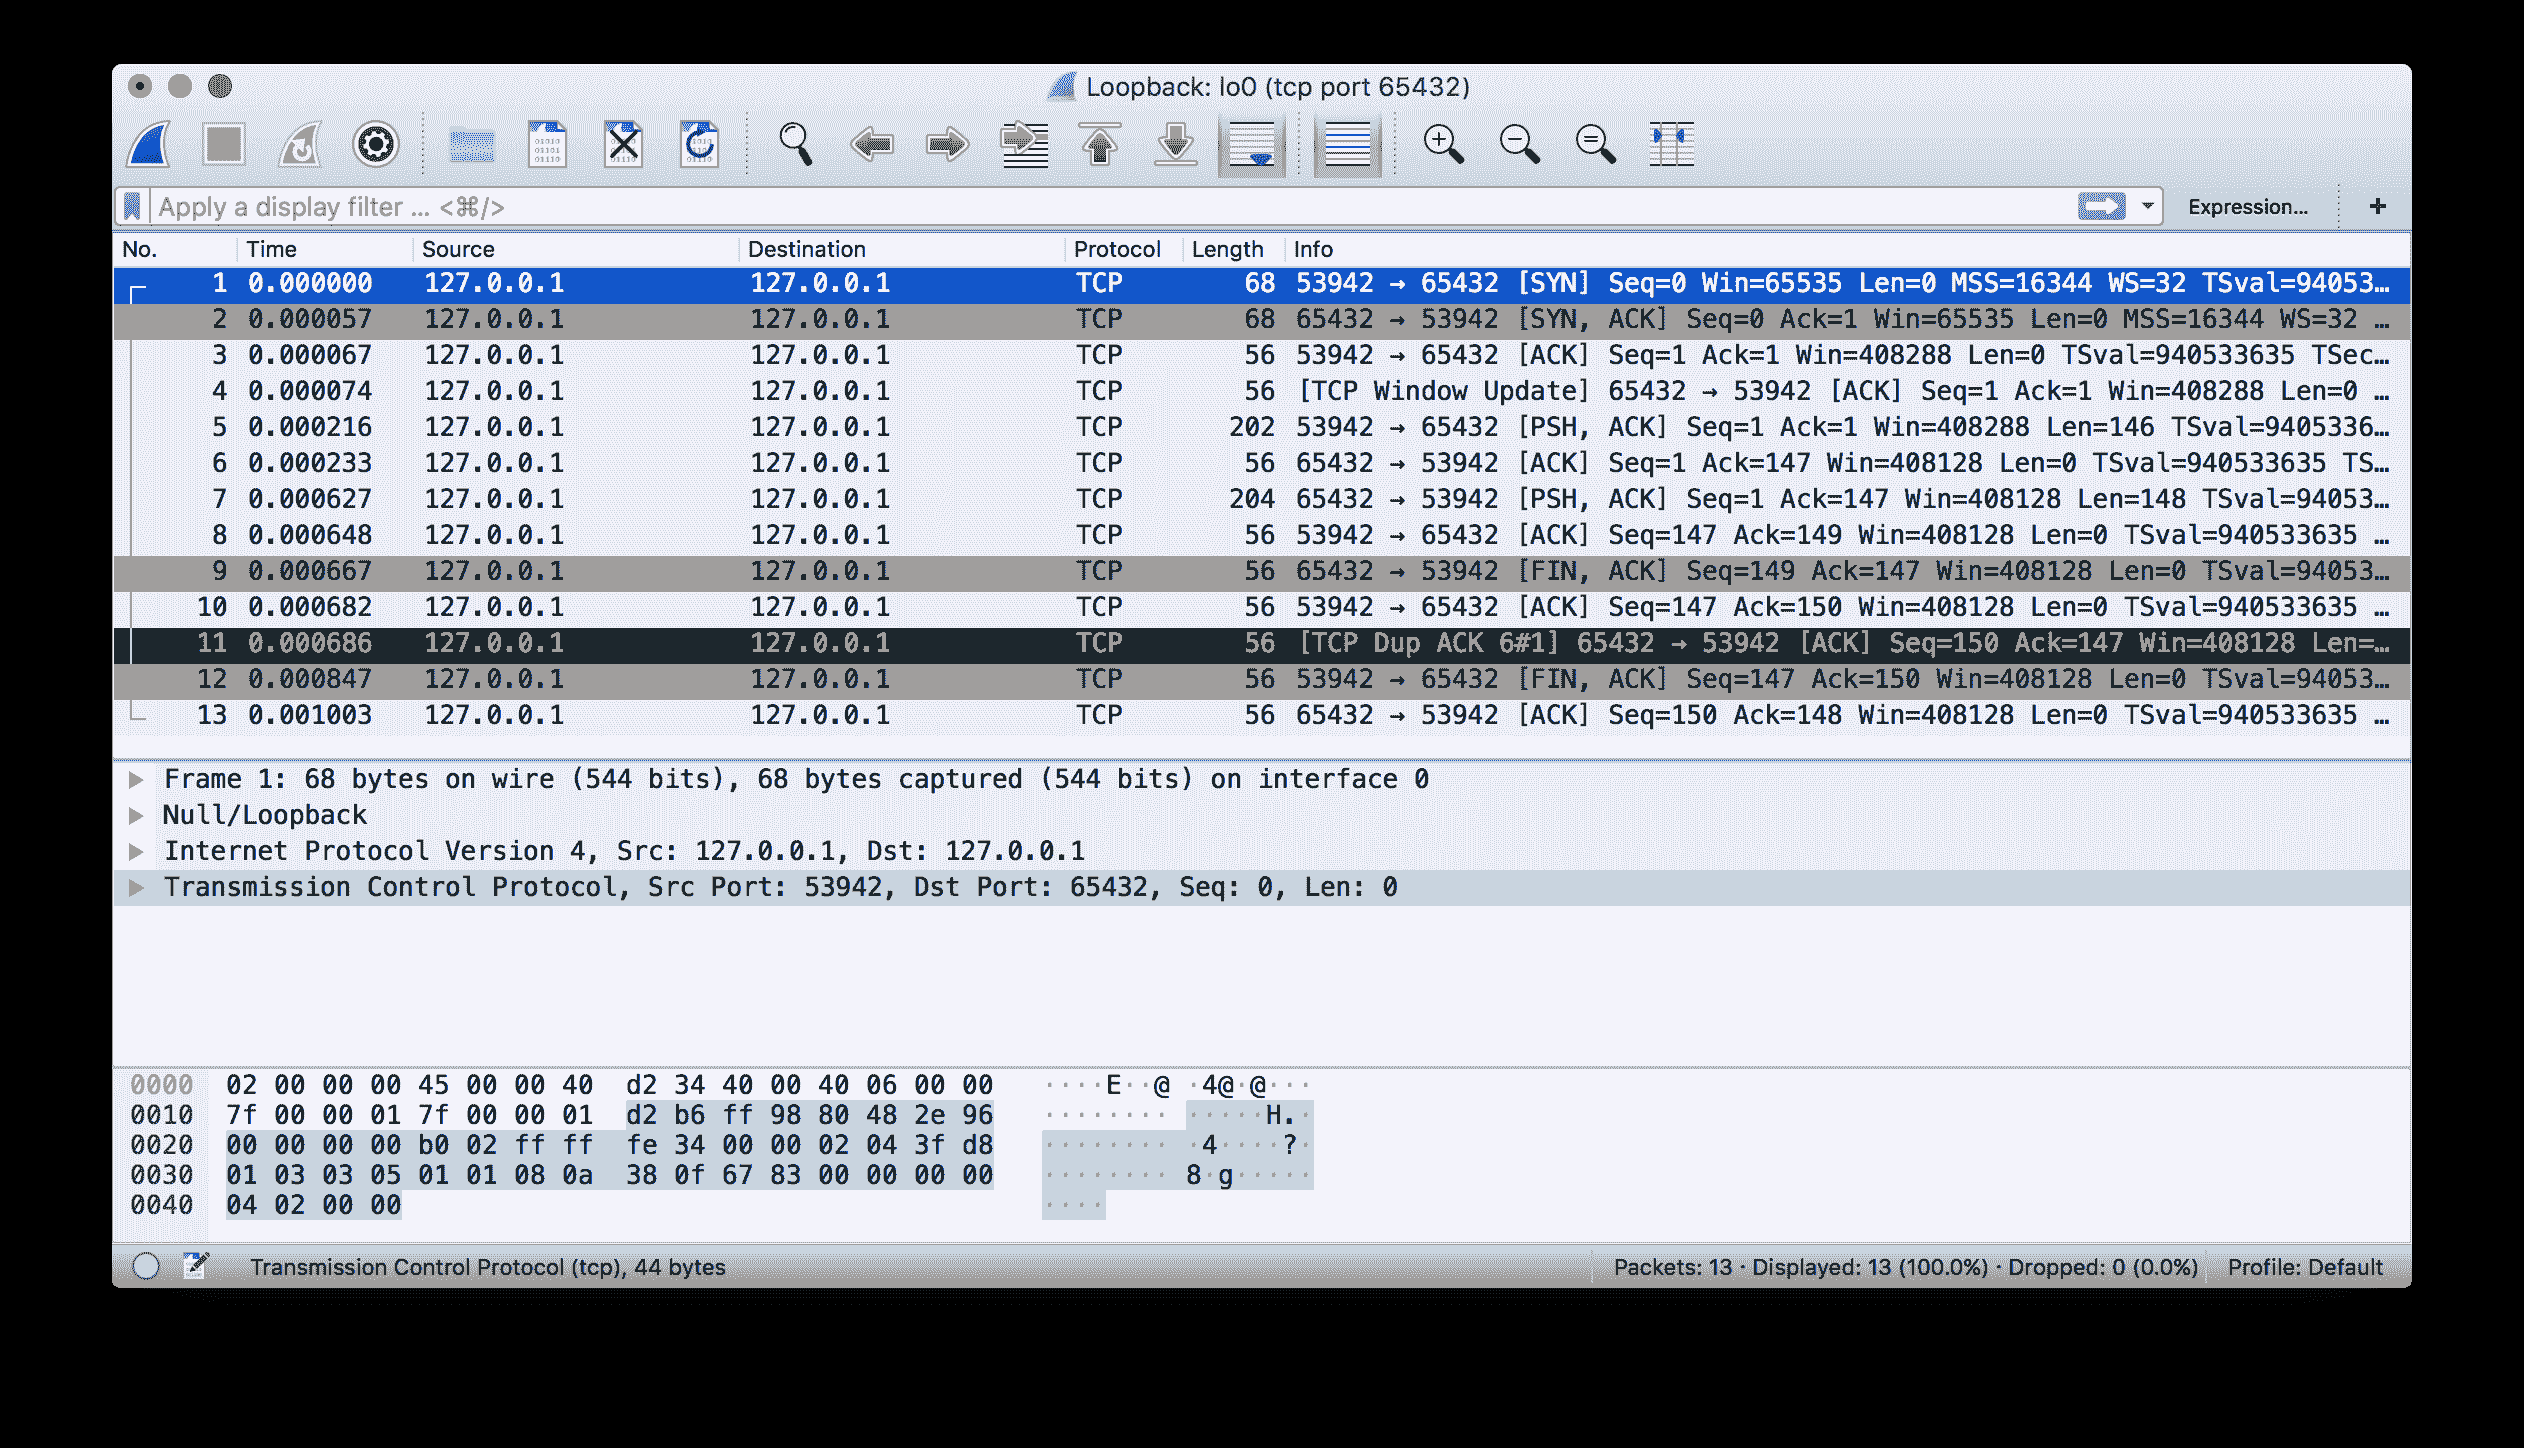 Loopback: lo0 (tcp port 65432)
Apply a display filter ... <⌘/> Expression... +
No. Time Source Destination Protocol Length Info
1 0.000000 127.0.0.1 127.0.0.1 TCP 68 53942 → 65432 [SYN] Seq=0 Win=65535 Len=0 MSS=16344 WS=32 TSval=94053…
2 0.000057 127.0.0.1 127.0.0.1 TCP 68 65432 → 53942 [SYN, ACK] Seq=0 Ack=1 Win=65535 Len=0 MSS=16344 WS=32 …
3 0.000067 127.0.0.1 127.0.0.1 TCP 56 53942 → 65432 [ACK] Seq=1 Ack=1 Win=408288 Len=0 TSval=940533635 TSec…
4 0.000074 127.0.0.1 127.0.0.1 TCP 56 [TCP Window Update] 65432 → 53942 [ACK] Seq=1 Ack=1 Win=408288 Len=0 …
5 0.000216 127.0.0.1 127.0.0.1 TCP 202 53942 → 65432 [PSH, ACK] Seq=1 Ack=1 Win=408288 Len=146 TSval=9405336…
6 0.000233 127.0.0.1 127.0.0.1 TCP 56 65432 → 53942 [ACK] Seq=1 Ack=147 Win=408128 Len=0 TSval=940533635 TS…
7 0.000627 127.0.0.1 127.0.0.1 TCP 204 65432 → 53942 [PSH, ACK] Seq=1 Ack=147 Win=408128 Len=148 TSval=94053…
8 0.000648 127.0.0.1 127.0.0.1 TCP 56 53942 → 65432 [ACK] Seq=147 Ack=149 Win=408128 Len=0 TSval=940533635 …
9 0.000667 127.0.0.1 127.0.0.1 TCP 56 65432 → 53942 [FIN, ACK] Seq=149 Ack=147 Win=408128 Len=0 TSval=94053…
10 0.000682 127.0.0.1 127.0.0.1 TCP 56 53942 → 65432 [ACK] Seq=147 Ack=150 Win=408128 Len=0 TSval=940533635 …
11 0.000686 127.0.0.1 127.0.0.1 TCP 56 [TCP Dup ACK 6#1] 65432 → 53942 [ACK] Seq=150 Ack=147 Win=408128 Len=…
12 0.000847 127.0.0.1 127.0.0.1 TCP 56 53942 → 65432 [FIN, ACK] Seq=147 Ack=150 Win=408128 Len=0 TSval=94053…
13 0.001003 127.0.0.1 127.0.0.1 TCP 56 65432 → 53942 [ACK] Seq=150 Ack=148 Win=408128 Len=0 TSval=940533635 …
Frame 1: 68 bytes on wire (544 bits), 68 bytes captured (544 bits) on interface 0
Null/Loopback
Internet Protocol Version 4, Src: 127.0.0.1, Dst: 127.0.0.1
Transmission Control Protocol, Src Port: 53942, Dst Port: 65432, Seq: 0, Len: 0
0000 02 00 00 00 45 00 00 40 d2 34 40 00 40 06 00 00 ····E··@ ·4@·@···
0010 7f 00 00 01 7f 00 00 01 d2 b6 ff 98 80 48 2e 96 ········ ·····H.·
0020 00 00 00 00 b0 02 ff ff fe 34 00 00 02 04 3f d8 ········ ·4····?·
0030 01 03 03 05 01 01 08 0a 38 0f 67 83 00 00 00 00 ········ 8·g·····
0040 04 02 00 00 ····
Transmission Control Protocol (tcp), 44 bytes Packets: 13 · Displayed: 13 (100.0%) · Dropped: 0 (0.0%) Profile: Default